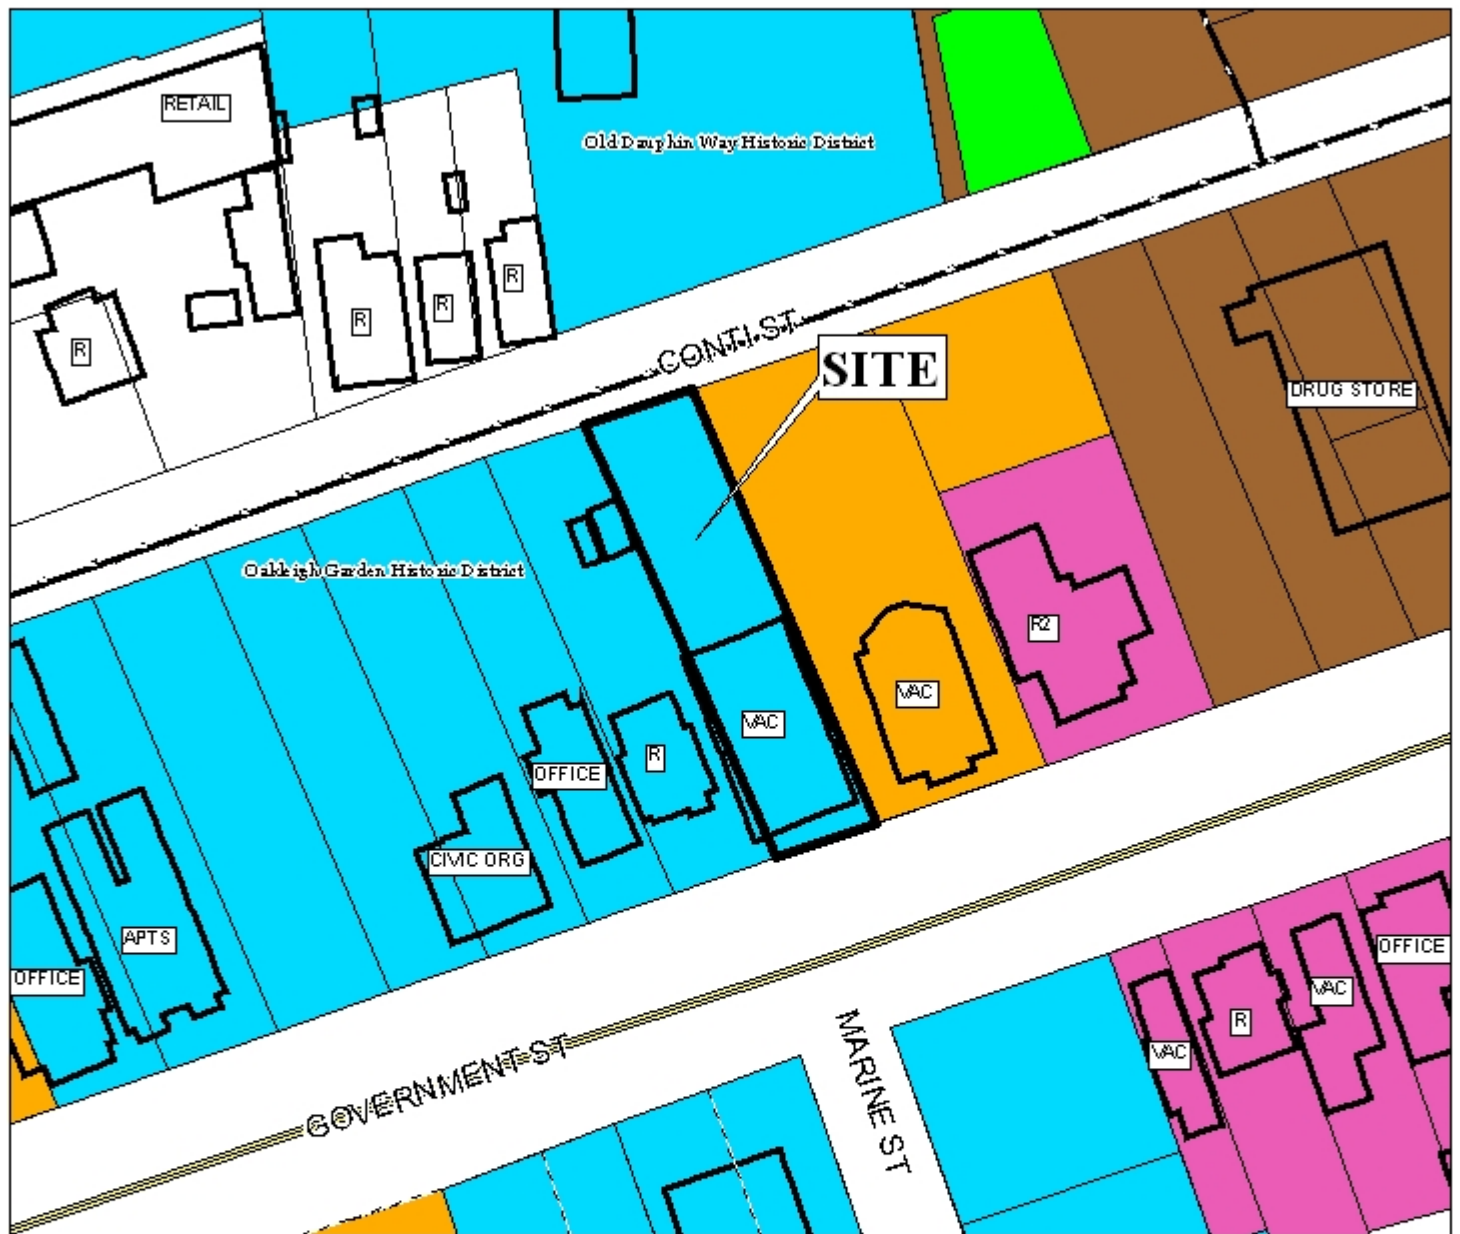 RETAIL
Old Dauphin Way Historic District
R
R
R
R
CONTI ST
SITE
DRUG STORE
Oakleigh Garden Historic District
R2
VAC
VAC
R
OFFICE
CIVIC ORG
APTS
OFFICE
OFFICE
VAC
R
VAC
GOVERNMENT ST
MARINE ST